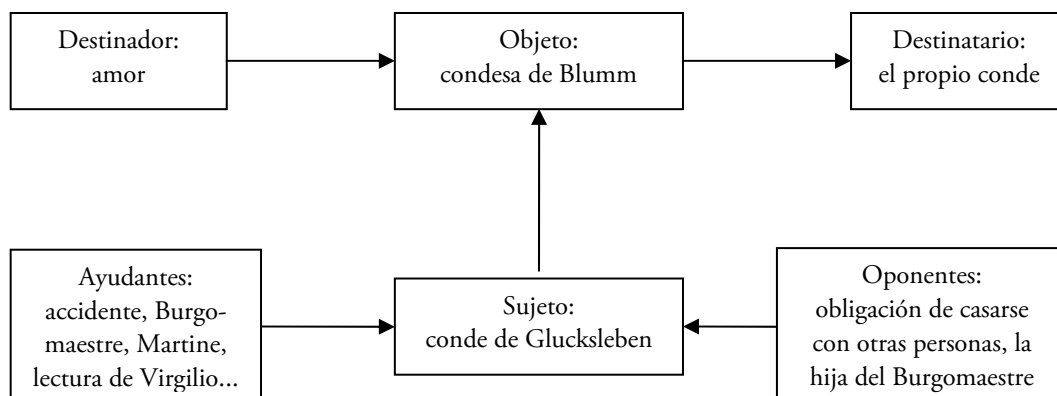 Destinador:
amor
Objeto:
condesa de Blumm
Destinatario:
el propio conde
Ayudantes:
accidente, Burgo-
maestre, Martine,
lectura de Virgilio...
Sujeto:
conde de Glucksleben
Oponentes:
obligación de casarse
con otras personas, la
hija del Burgomaestre